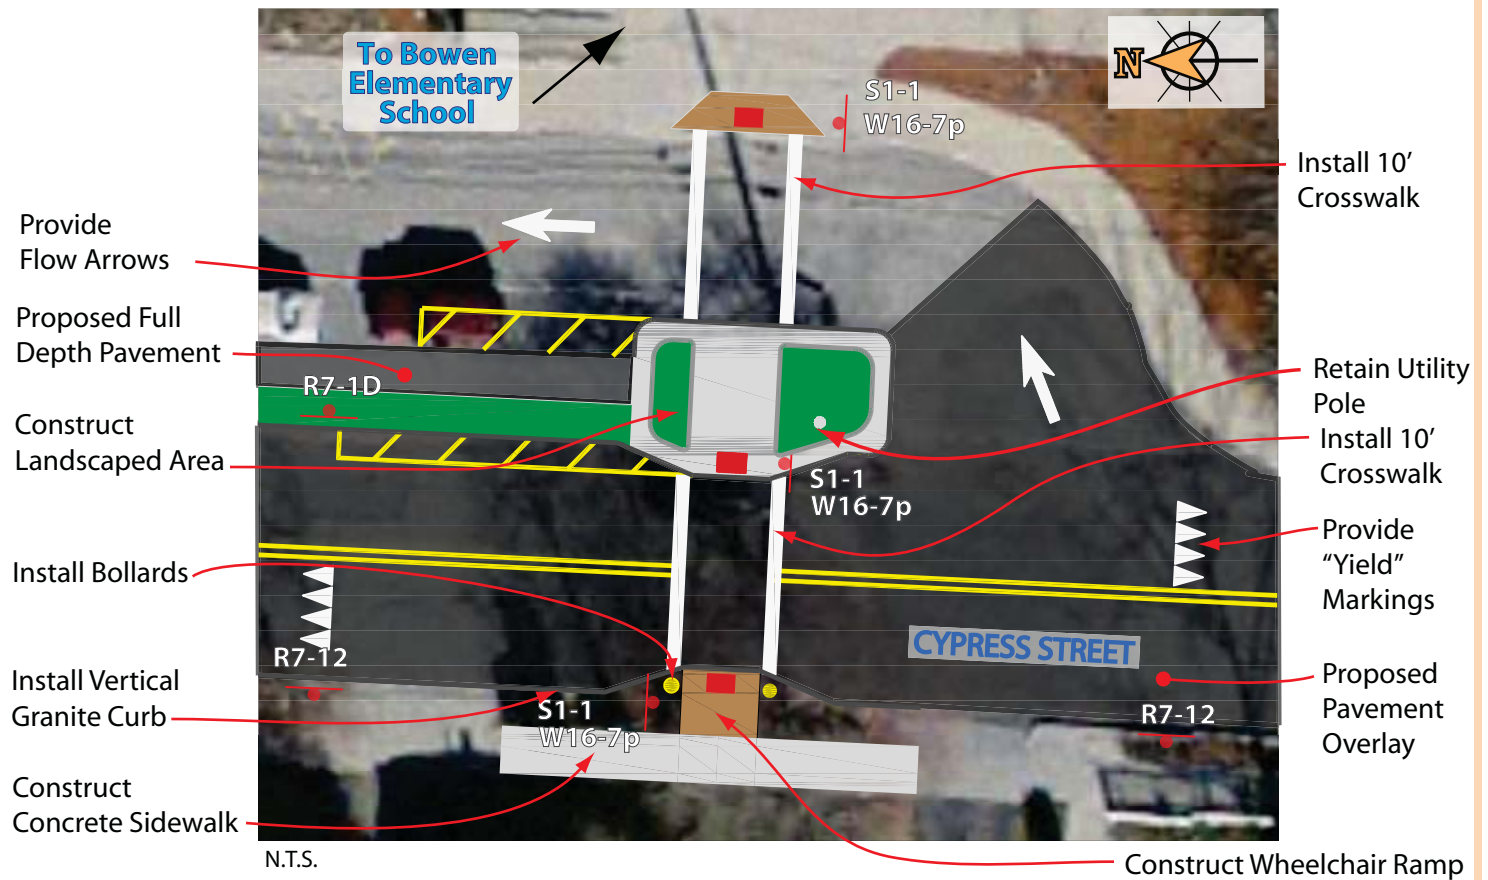 To Bowen
Elementary
School
S1-1
W16-7p
N
Install 10’
Crosswalk
Provide
Flow Arrows
Proposed Full
Depth Pavement
R7-1D
Retain Utility
Pole
Install 10’
Crosswalk
Construct
Landscaped Area
S1-1
W16-7p
Provide
“Yield”
Markings
Install Bollards
CYPRESS STREET
R7-12
Install Vertical
Granite Curb
S1-1
W16-7p
R7-12
Proposed
Pavement
Overlay
Construct
Concrete Sidewalk
N.T.S.
Construct Wheelchair Ramp